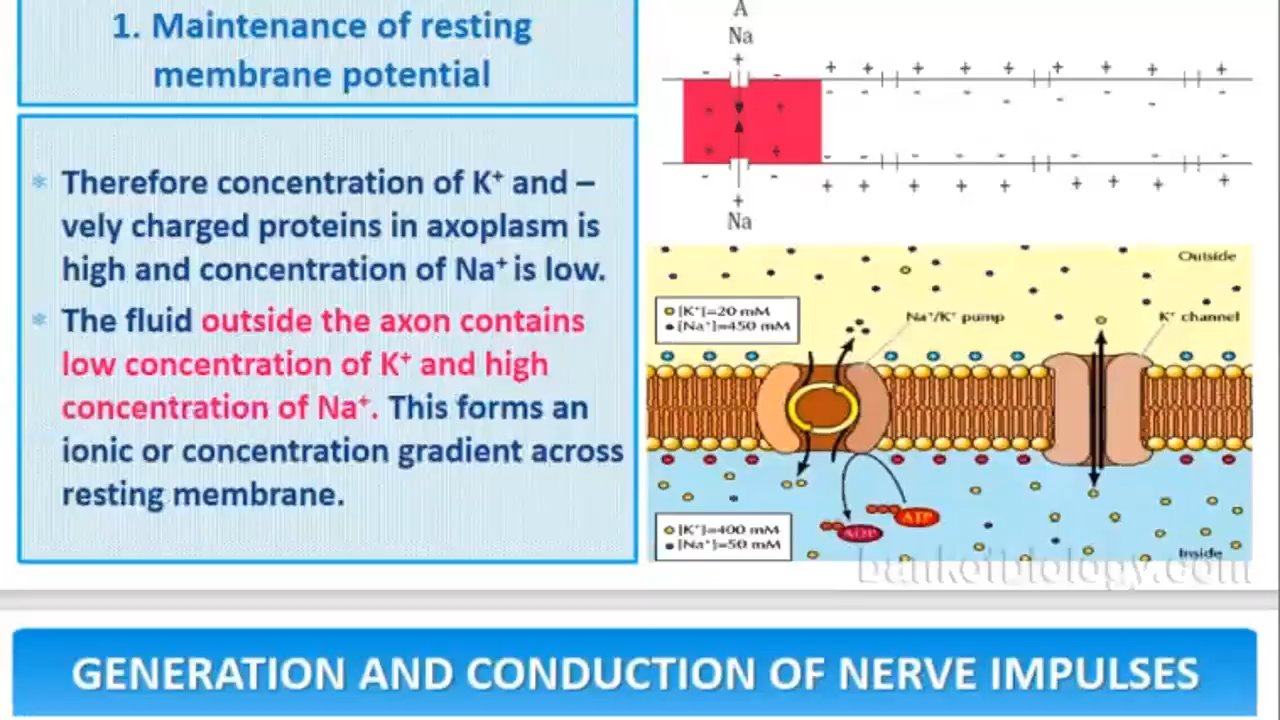 1. Maintenance of resting
membrane potential
Therefore concentration of K⁺ and –
vely charged proteins in axoplasm is
high and concentration of Na⁺ is low.
The fluid outside the axon contains
low concentration of K⁺ and high
concentration of Na⁺. This forms an
ionic or concentration gradient across
resting membrane.
A
Na
Na
Outside
[K⁺]=20 mM
[Na⁺]=450 mM
Na⁺/K⁺ pump
K⁺ channel
ATP
ADP
[K⁺]=400 mM
[Na⁺]=50 mM
Inside
bankofbiology.com
GENERATION AND CONDUCTION OF NERVE IMPULSES